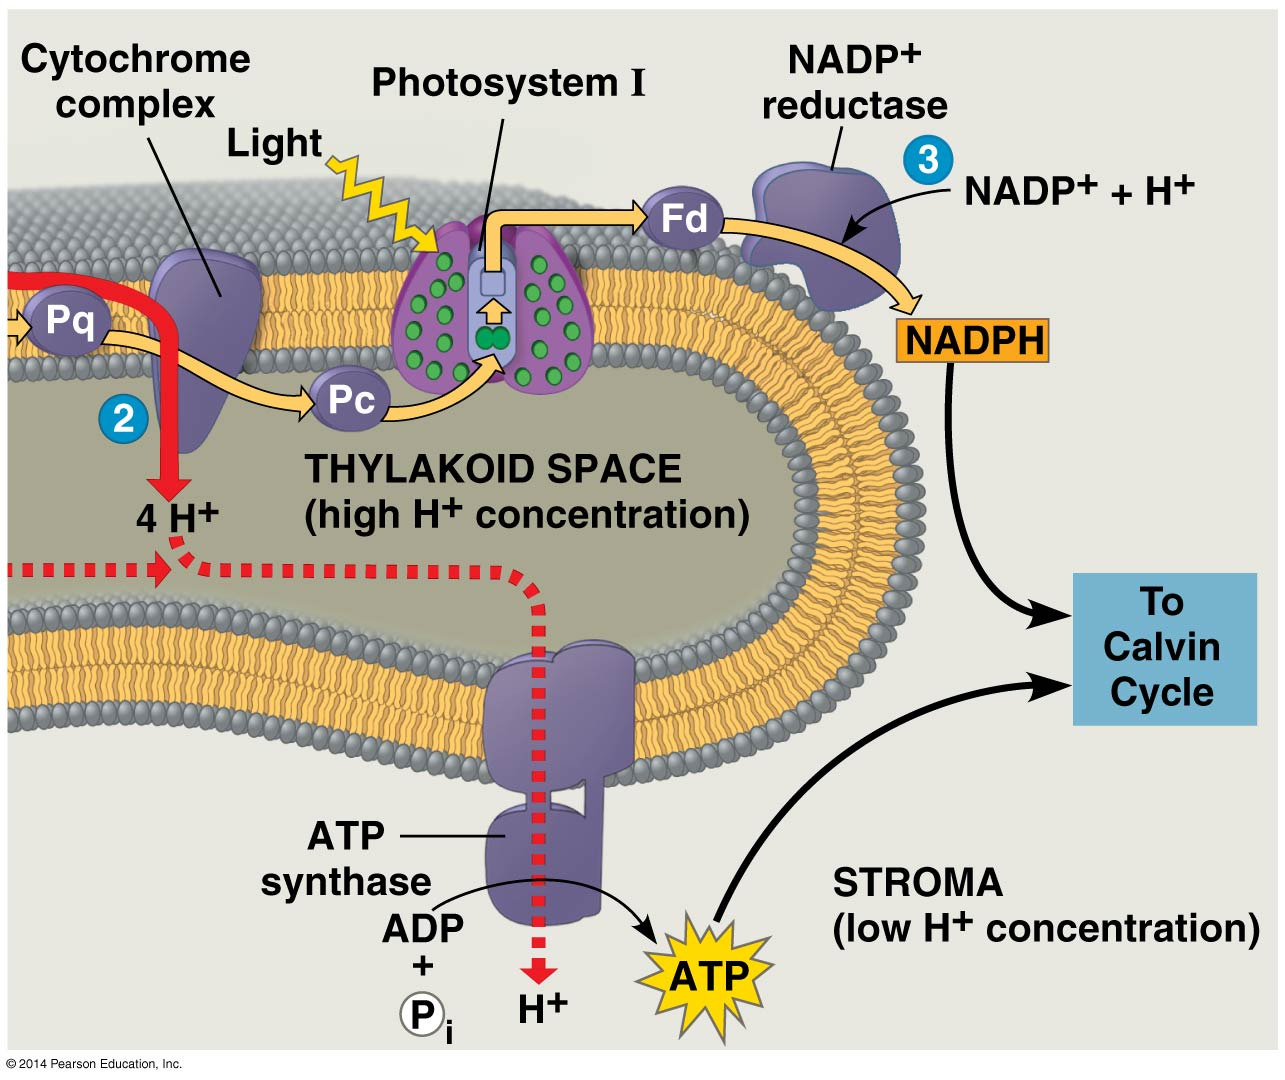 Cytochrome
complex
Light
Photosystem I
NADP+
reductase
3
NADP+ + H+
Fd
Pq
Pc
NADPH
2
THYLAKOID SPACE
(high H+ concentration)
4 H+
To
Calvin
Cycle
ATP
synthase
ADP
+
Pi
H+
ATP
STROMA
(low H+ concentration)
© 2014 Pearson Education, Inc.